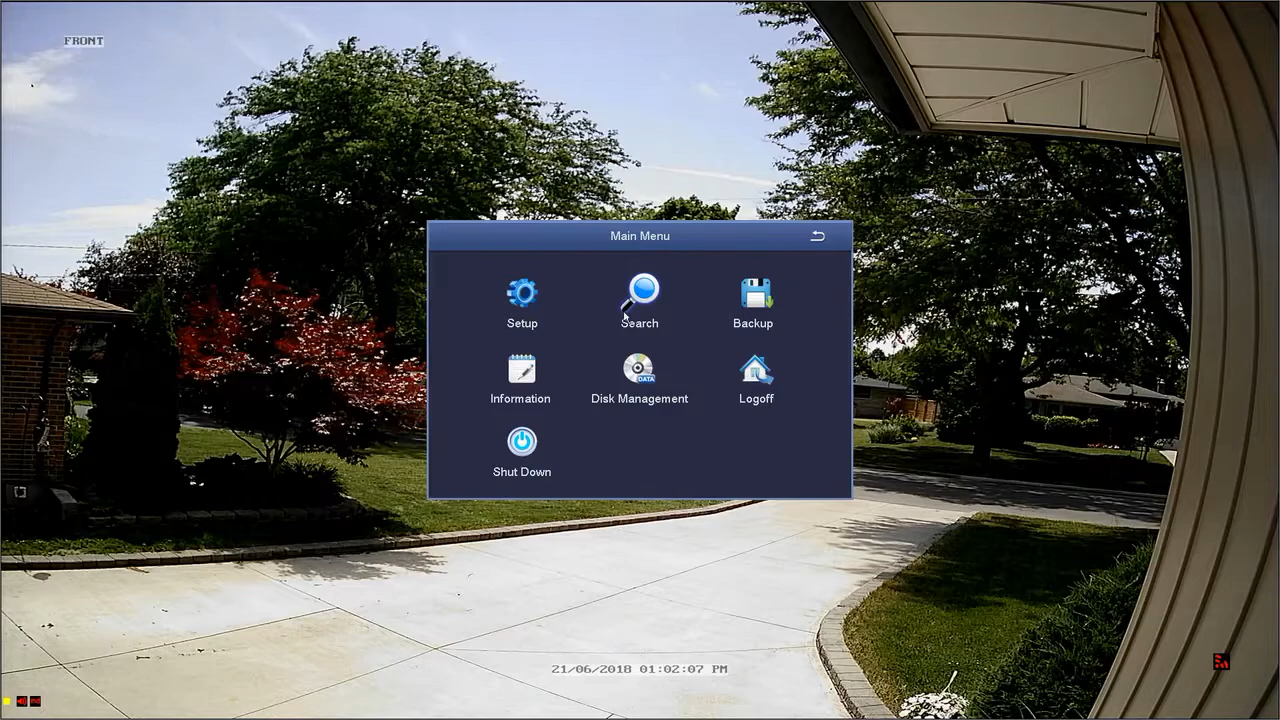 FRONT
Main Menu
Setup
Search
Backup
Information
DATA
Disk Management
Logoff
Shut Down
21/06/2018 01:02:07 PM